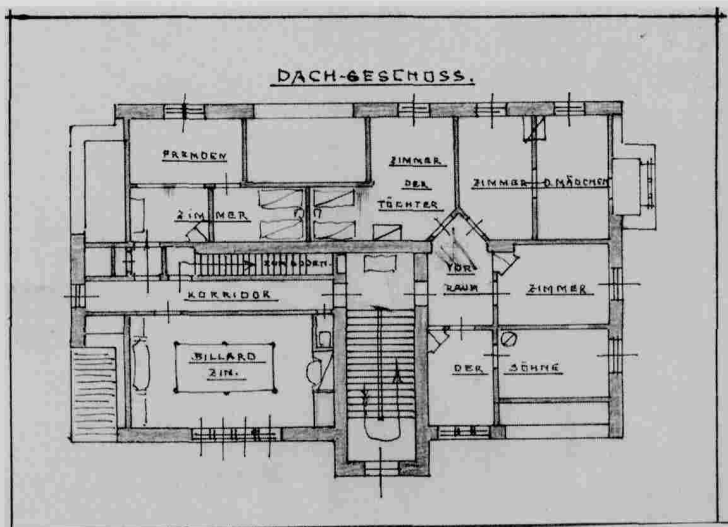 DACH-GESCHOSS.
FREMDEN
ZIMMER
ZIMMER
DER
TÖCHTER
ZIMMER D. MÄDCHEN
ZUM BODEN
KORRIDOR
VOR
RAUM
ZIMMER
BILLARD
ZIM.
DER SÖHNE